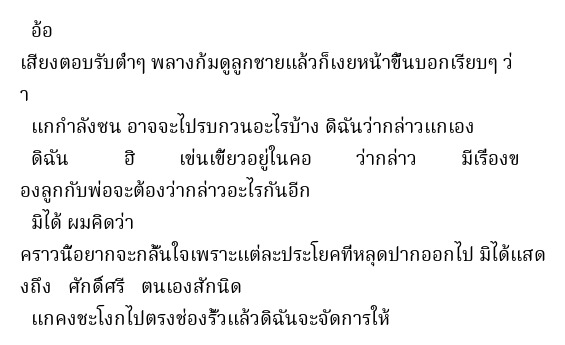 อ้อ
เสียงตอบรับต่ำๆ พลางก้มดูลูกชายแล้วก็เงยหน้าขึ้นบอกเรียบๆ ว่
า
แกกำลังซน อาจจะไปรบกวนอะไรบ้าง ดิฉันว่ากล่าวแกเอง
ดิฉัน ฮิ เข่นเขี้ยวอยู่ในคอ ว่ากล่าว มีเรื่องข
องลูกกับพ่อจะต้องว่ากล่าวอะไรกันอีก
มิได้ ผมคิดว่า
คราวนี้อยากจะกลั้นใจเพราะแต่ละประโยคที่หลุดปากออกไป มิได้แสด
งถึง ศักดิ์ศรี ตนเองสักนิด
แกคงชะโงกไปตรงช่องรั้วแล้วดิฉันจะจัดการให้